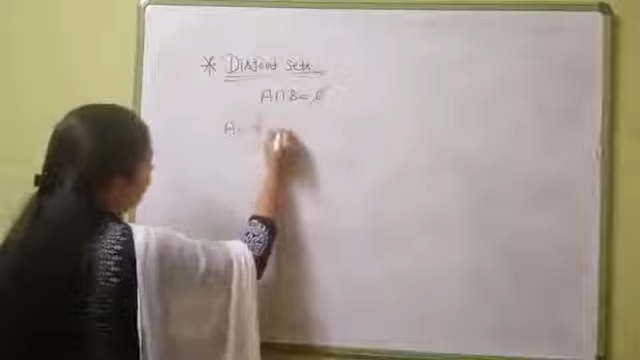 * Disjoint sets
A∩B=∅
A=